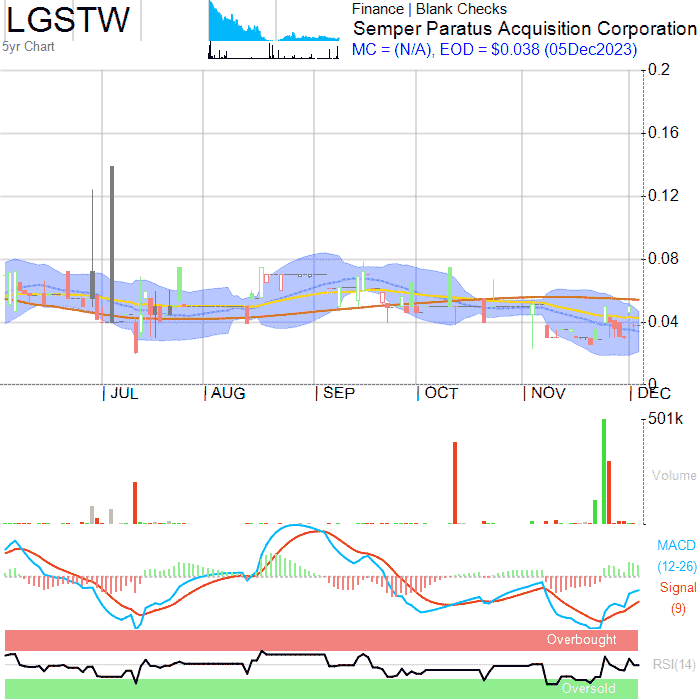 LGSTW
5yr Chart
Finance | Blank Checks
Semper Paratus Acquisition Corporation
MC = (N/A), EOD = $0.038 (05Dec2023)
0.2
0.16
0.12
0.08
0.04
0
JUL
AUG
SEP
OCT
NOV
DEC
501k
Volume
MACD
(12-26)
Signal
(9)
Overbought
RSI(14)
Oversold